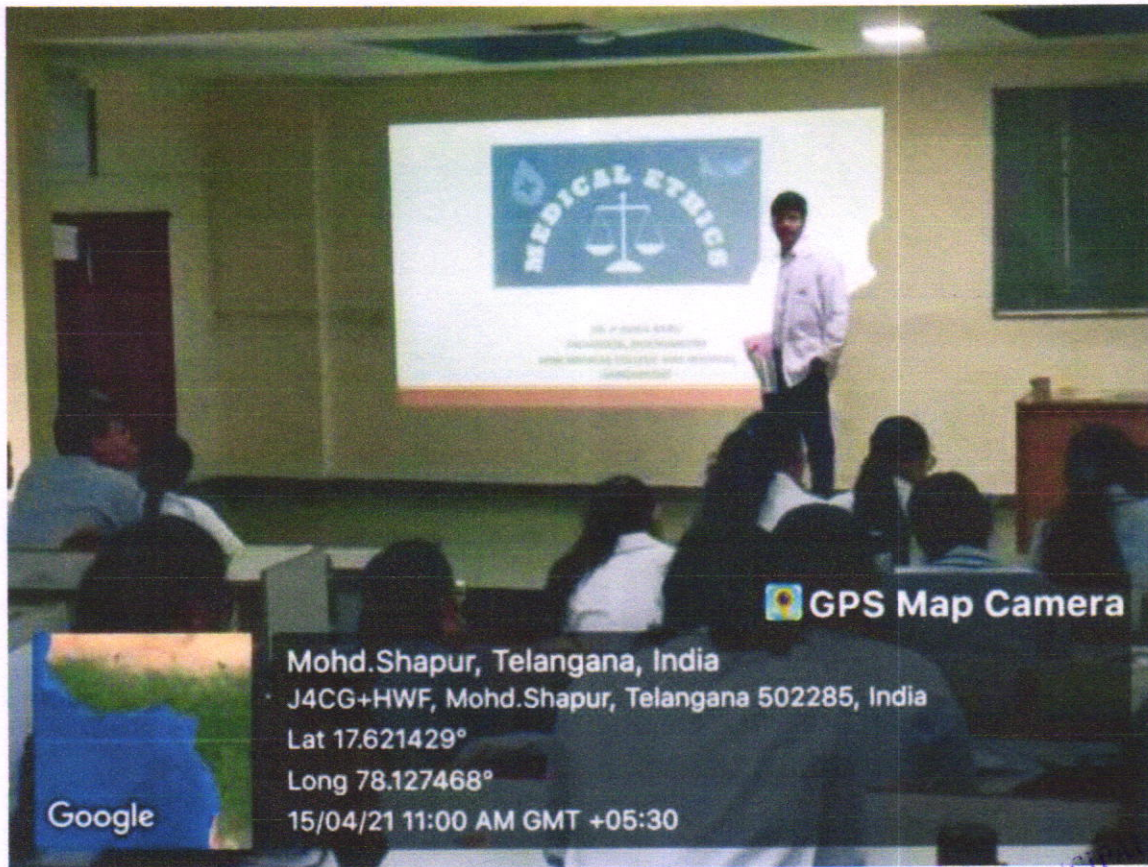 MEDICAL ETHICS
GPS Map Camera
Mohd.Shapur, Telangana, India
J4CG+HWF, Mohd.Shapur, Telangana 502285, India
Lat 17.621429°
Long 78.127468°
15/04/21 11:00 AM GMT +05:30
Google